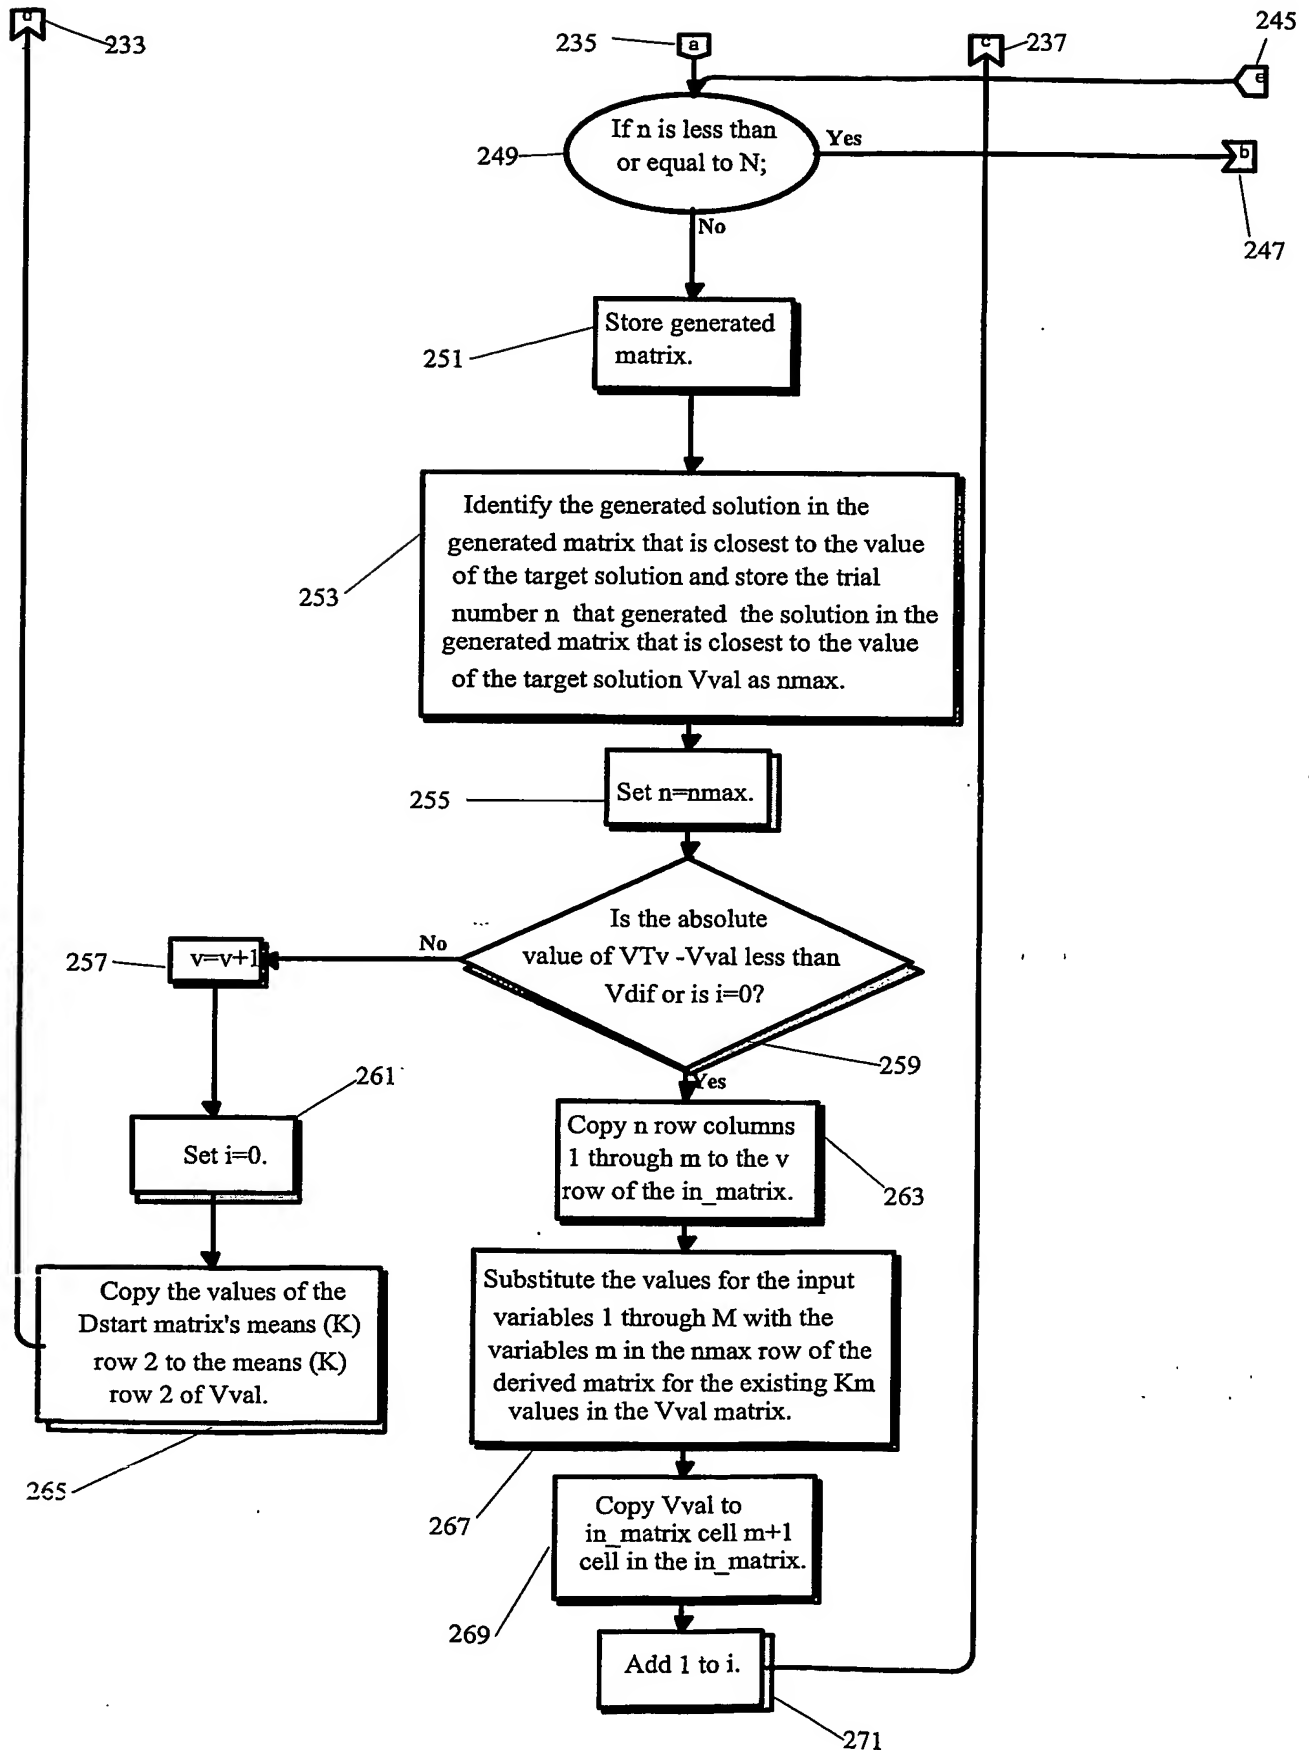 233
235
a
c
237
245
e
If n is less than
or equal to N;
249
Yes
b
247
No
Store generated
matrix.
251
Identify the generated solution in the
generated matrix that is closest to the value
of the target solution and store the trial
number n that generated the solution in the
generated matrix that is closest to the value
of the target solution Vval as nmax.
253
Set n=nmax.
255
Is the absolute
value of VTv -Vval less than
Vdif or is i=0?
259
No
v=v+1
257
Set i=0.
261
Copy the values of the
Dstart matrix's means (K)
row 2 to the means (K)
row 2 of Vval.
265
Yes
Copy n row columns
1 through m to the v
row of the in_matrix.
263
Substitute the values for the input
variables 1 through M with the
variables m in the nmax row of the
derived matrix for the existing Km
values in the Vval matrix.
267
Copy Vval to
in_matrix cell m+1
cell in the in_matrix.
269
Add 1 to i.
271